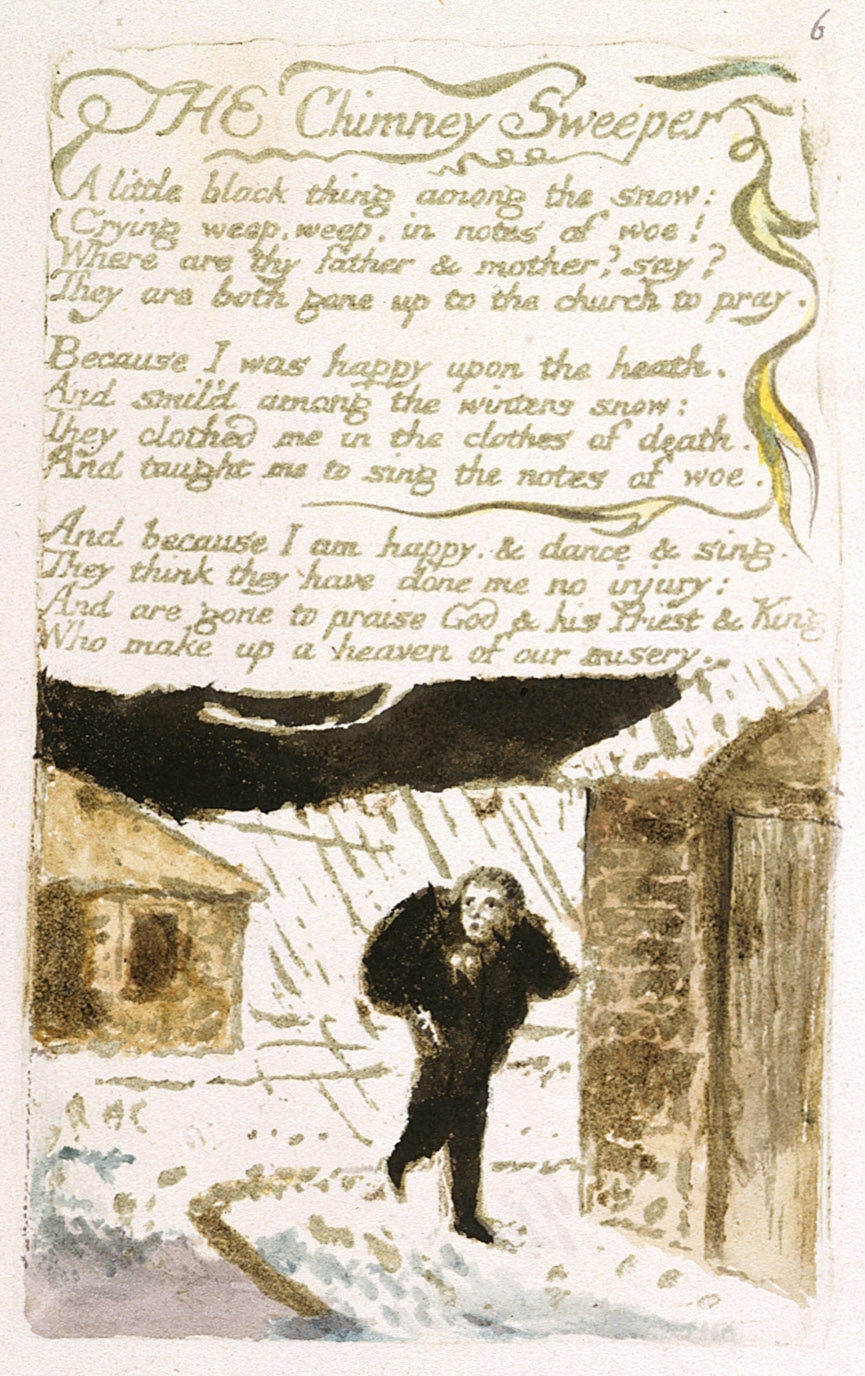 6
THE Chimney Sweeper
A little black thing among the snow:
Crying weep, weep, in notes of woe!
Where are thy father & mother? say?
They are both gone up to the church to pray.
Because I was happy upon the heath.
And smil'd among the winters snow:
They clothed me in the clothes of death.
And taught me to sing the notes of woe.
And because I am happy. & dance & sing.
They think they have done me no injury:
And are gone to praise God & his Priest & King
Who make up a heaven of our misery.